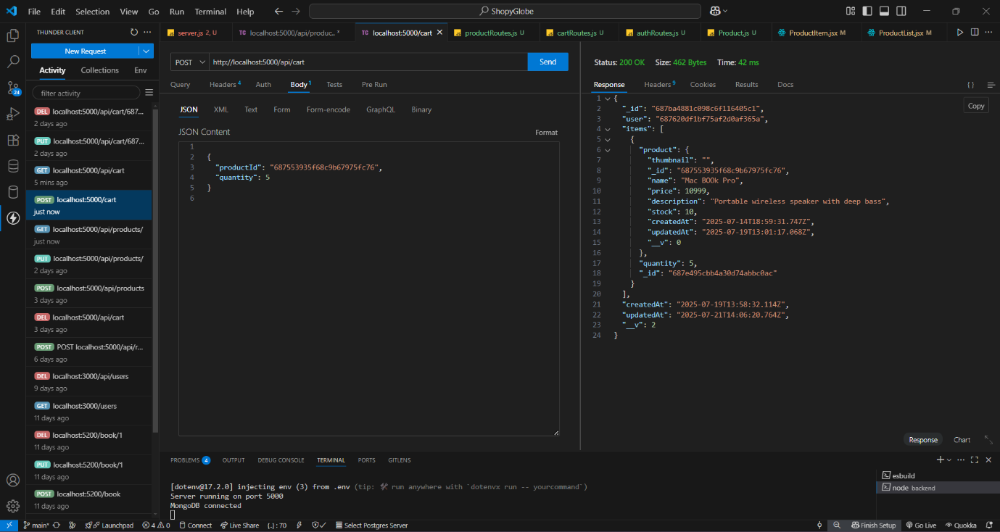 File Edit Selection View Go Run Terminal Help
ShopyGlobe
THUNDER CLIENT
New Request
Activity Collections Env
filter activity
DEL localhost:5000/api/cart/687...
2 days ago
PUT localhost:5000/api/cart/687...
2 days ago
GET localhost:5000/api/cart
5 mins ago
POST localhost:5000/cart
just now
GET localhost:5000/api/products/
just now
PUT localhost:5000/api/products/
2 days ago
POST localhost:5000/api/products
3 days ago
DEL localhost:5000/api/cart
3 days ago
POST POST localhost:5000/api/r...
6 days ago
DEL localhost:3000/api/users
9 days ago
GET localhost:3000/users
11 days ago
DEL localhost:5200/book/1
11 days ago
PUT localhost:5200/book/1
11 days ago
POST localhost:5200/book
11 days ago
24
JS server.js 2, U TC localhost:5000/api/produc.. * TC localhost:5000/cart JS productRoutes.js U JS cartRoutes.js U JS authRoutes.js U JS Product.js U ProductItem.jsx M ProductList.jsx M
POST http://localhost:5000/api/cart Send
Query Headers 4 Auth Body 1 Tests Pre Run
JSON XML Text Form Form-encode GraphQL Binary
JSON Content Format
1
2 {
3 "productId": "687553935f68c9b67975fc76",
4 "quantity": 5
5 }
6
Status: 200 OK Size: 462 Bytes Time: 42 ms
Response Headers 9 Cookies Results Docs { }
Copy
1 {
2 "_id": "687ba4881c098c6f116405c1",
3 "user": "687620df1bf75af2d0af365a",
4 "items": [
5 {
6 "product": {
7 "thumbnail": "",
8 "_id": "687553935f68c9b67975fc76",
9 "name": "Mac BOOk Pro",
10 "price": 10999,
11 "description": "Portable wireless speaker with deep bass",
12 "stock": 10,
13 "createdAt": "2025-07-14T18:59:31.747Z",
14 "updatedAt": "2025-07-19T13:01:17.068Z",
15 "__v": 0
16 },
17 "quantity": 5,
18 "_id": "687e495cbb4a30d74abbc0ac"
19 }
20 ],
21 "createdAt": "2025-07-19T13:58:32.114Z",
22 "updatedAt": "2025-07-21T14:06:20.764Z",
23 "__v": 2
24 }
Response Chart
PROBLEMS 4 OUTPUT DEBUG CONSOLE TERMINAL PORTS GITLENS
[dotenv@17.2.0] injecting env (3) from .env (tip: 🛠️ run anywhere with `dotenvx run -- yourcommand`)
Server running on port 5000
MongoDB connected
esbuild
node backend
main* Launchpad 4 0 Connect Live Share {..} : 70 Select Postgres Server Finish Setup Go Live Quokka